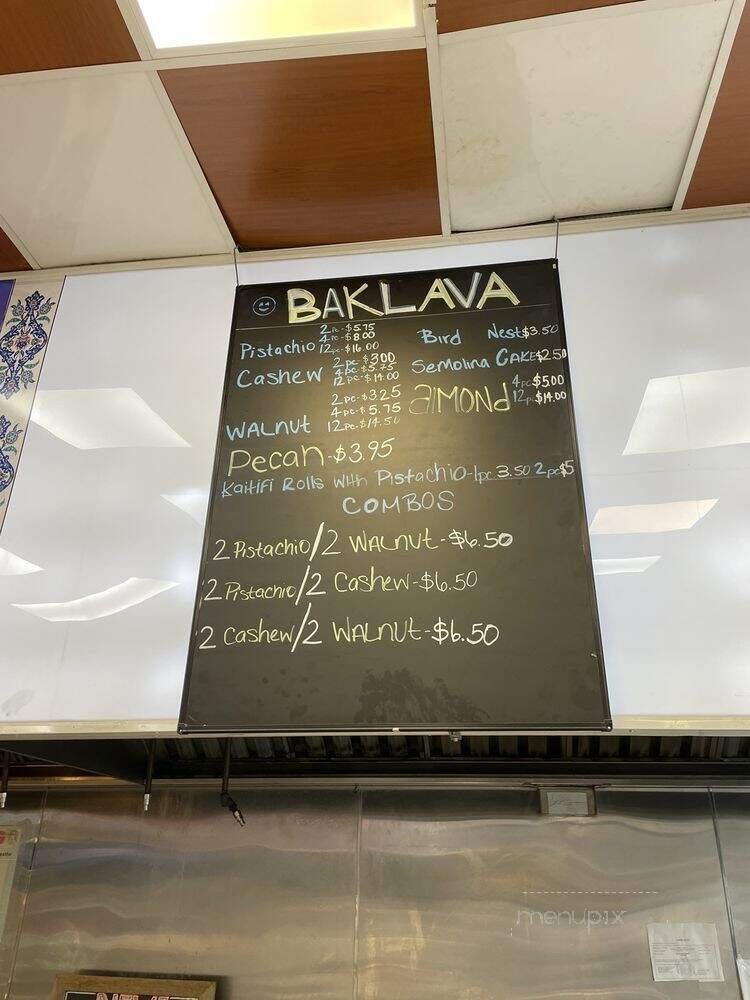 BAKLAVA
Pistachio 2pc-$5.75
4pc-$8.00
12pc-$16.00
Cashew 2pc-$3.00
4pc-$5.75
12pc-$14.00
WALNUT 2pc-$3.25
4pc-$5.75
12pc-$14.50
Pecan-$3.95
Bird Nest $3.50
Semolina CAKE $2.50
alMOND 4pc $5.00
12pc $14.00
Kaitifi Rolls With Pistachio-1pc 3.50 2pc $5
COMBOS
2 Pistachio/2 WALNUT-$6.50
2 Pistachio/2 Cashew-$6.50
2 Cashew/2 WALNUT-$6.50
menupix